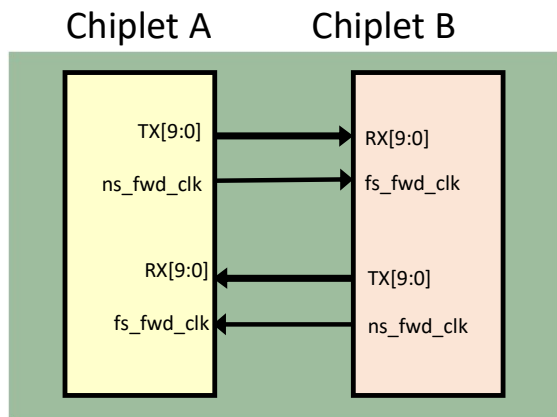 Chiplet A
Chiplet B
TX[9:0]
RX[9:0]
ns_fwd_clk
fs_fwd_clk
RX[9:0]
TX[9:0]
fs_fwd_clk
ns_fwd_clk